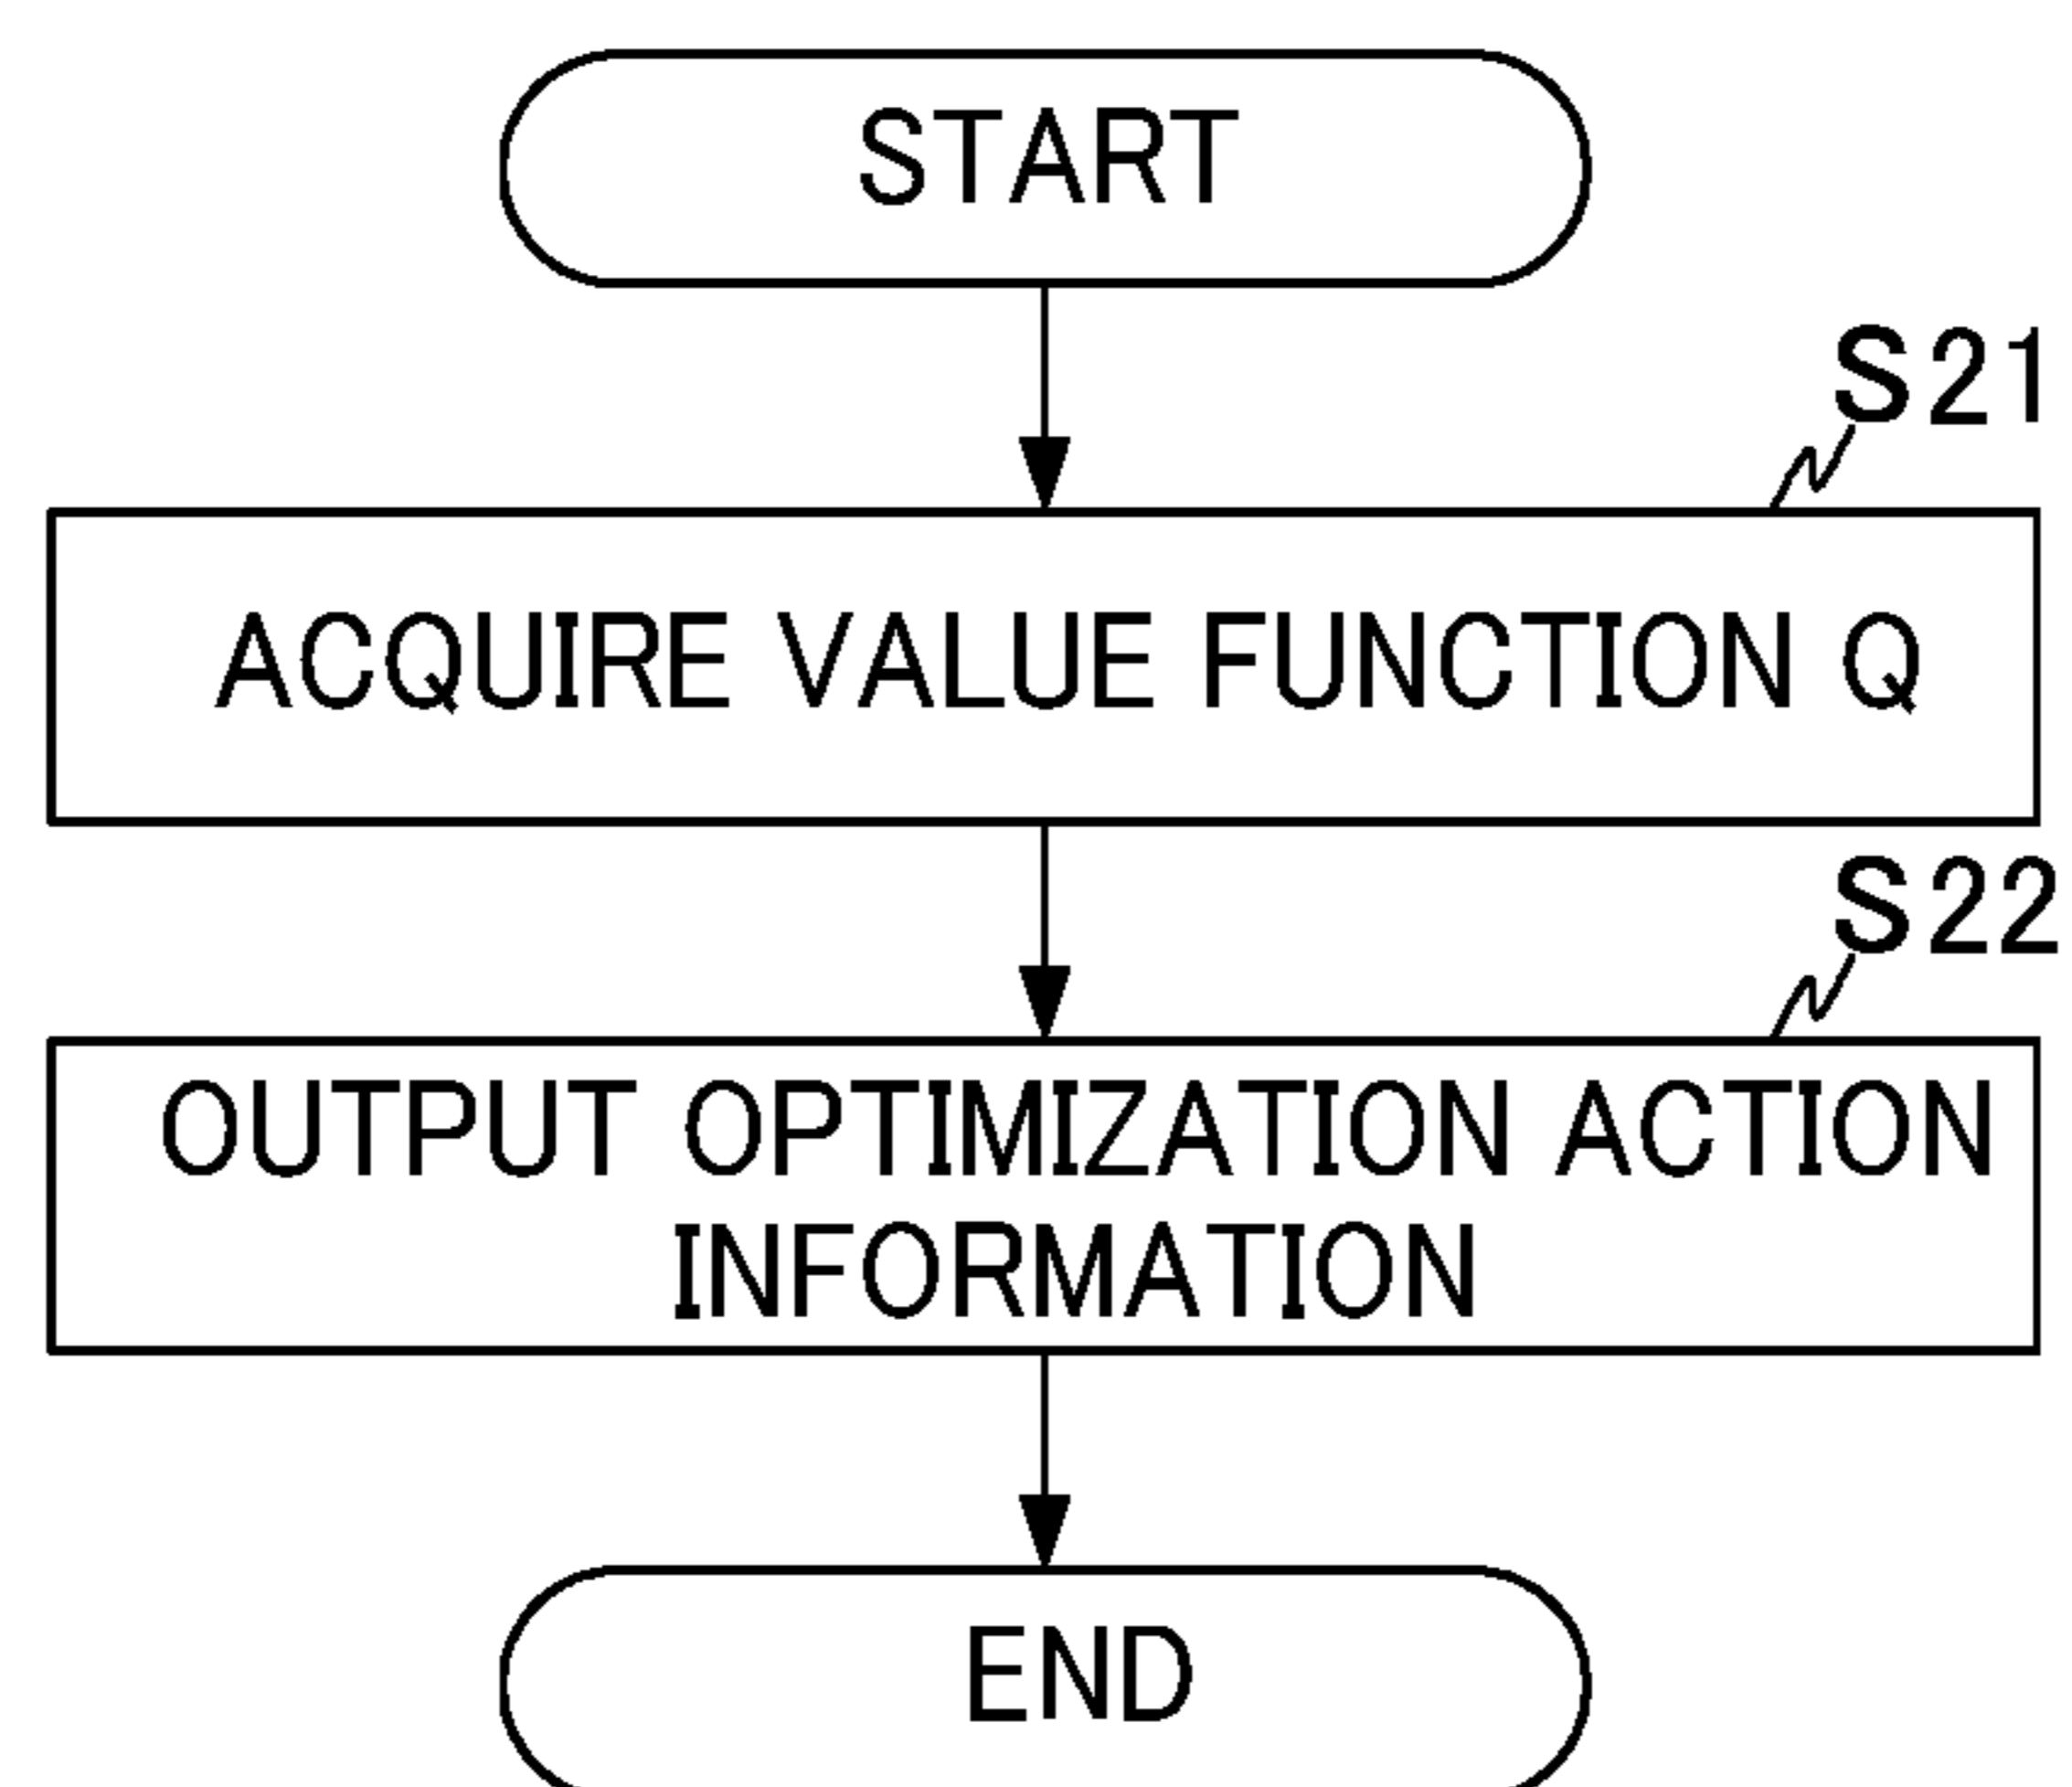 START
S21
ACQUIRE VALUE FUNCTION Q
S22
OUTPUT OPTIMIZATION ACTION
INFORMATION
END